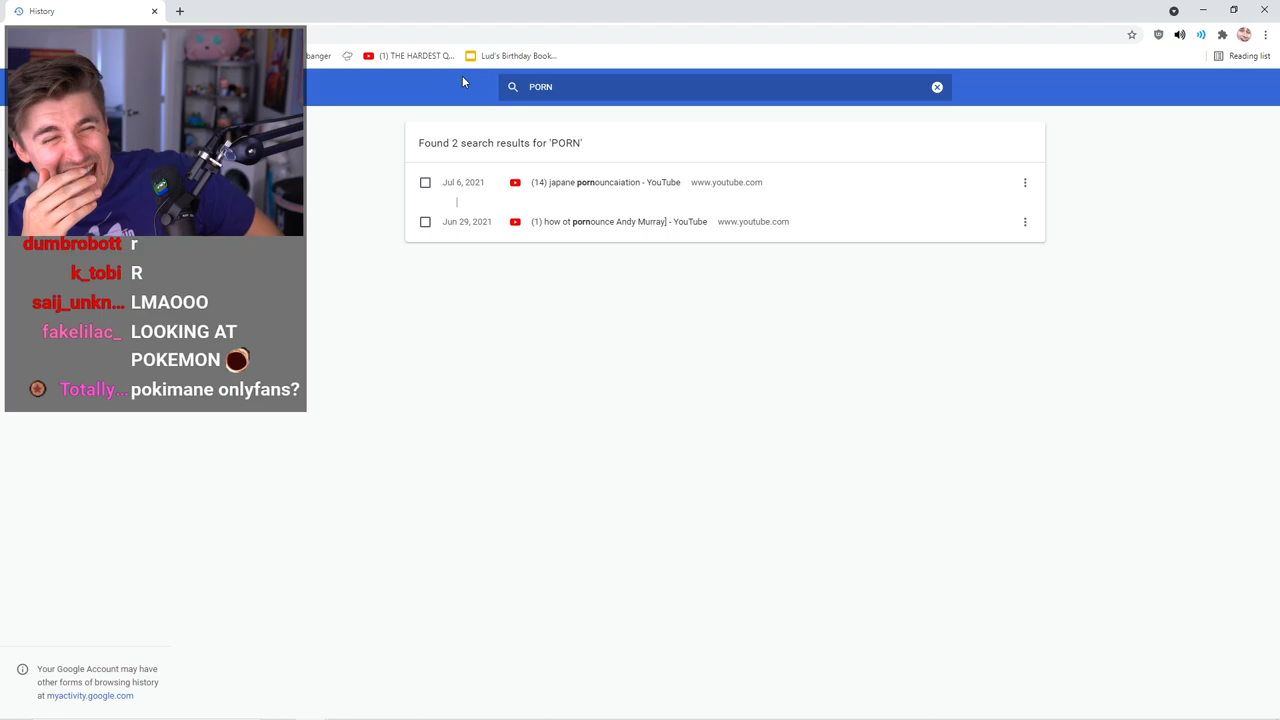 History
banger
(1) THE HARDEST Q...
Lud's Birthday Book...
Reading list
PORN
Found 2 search results for 'PORN'
Jul 6, 2021 (14) japane pornouncaiation - YouTube www.youtube.com
Jun 29, 2021 (1) how ot pornounce Andy Murray] - YouTube www.youtube.com
dumbrobott r
k_tobi R
saij_unkn... LMAOOO
fakelilac_ LOOKING AT
POKEMON
Totally... pokimane onlyfans?
Your Google Account may have
other forms of browsing history
at myactivity.google.com